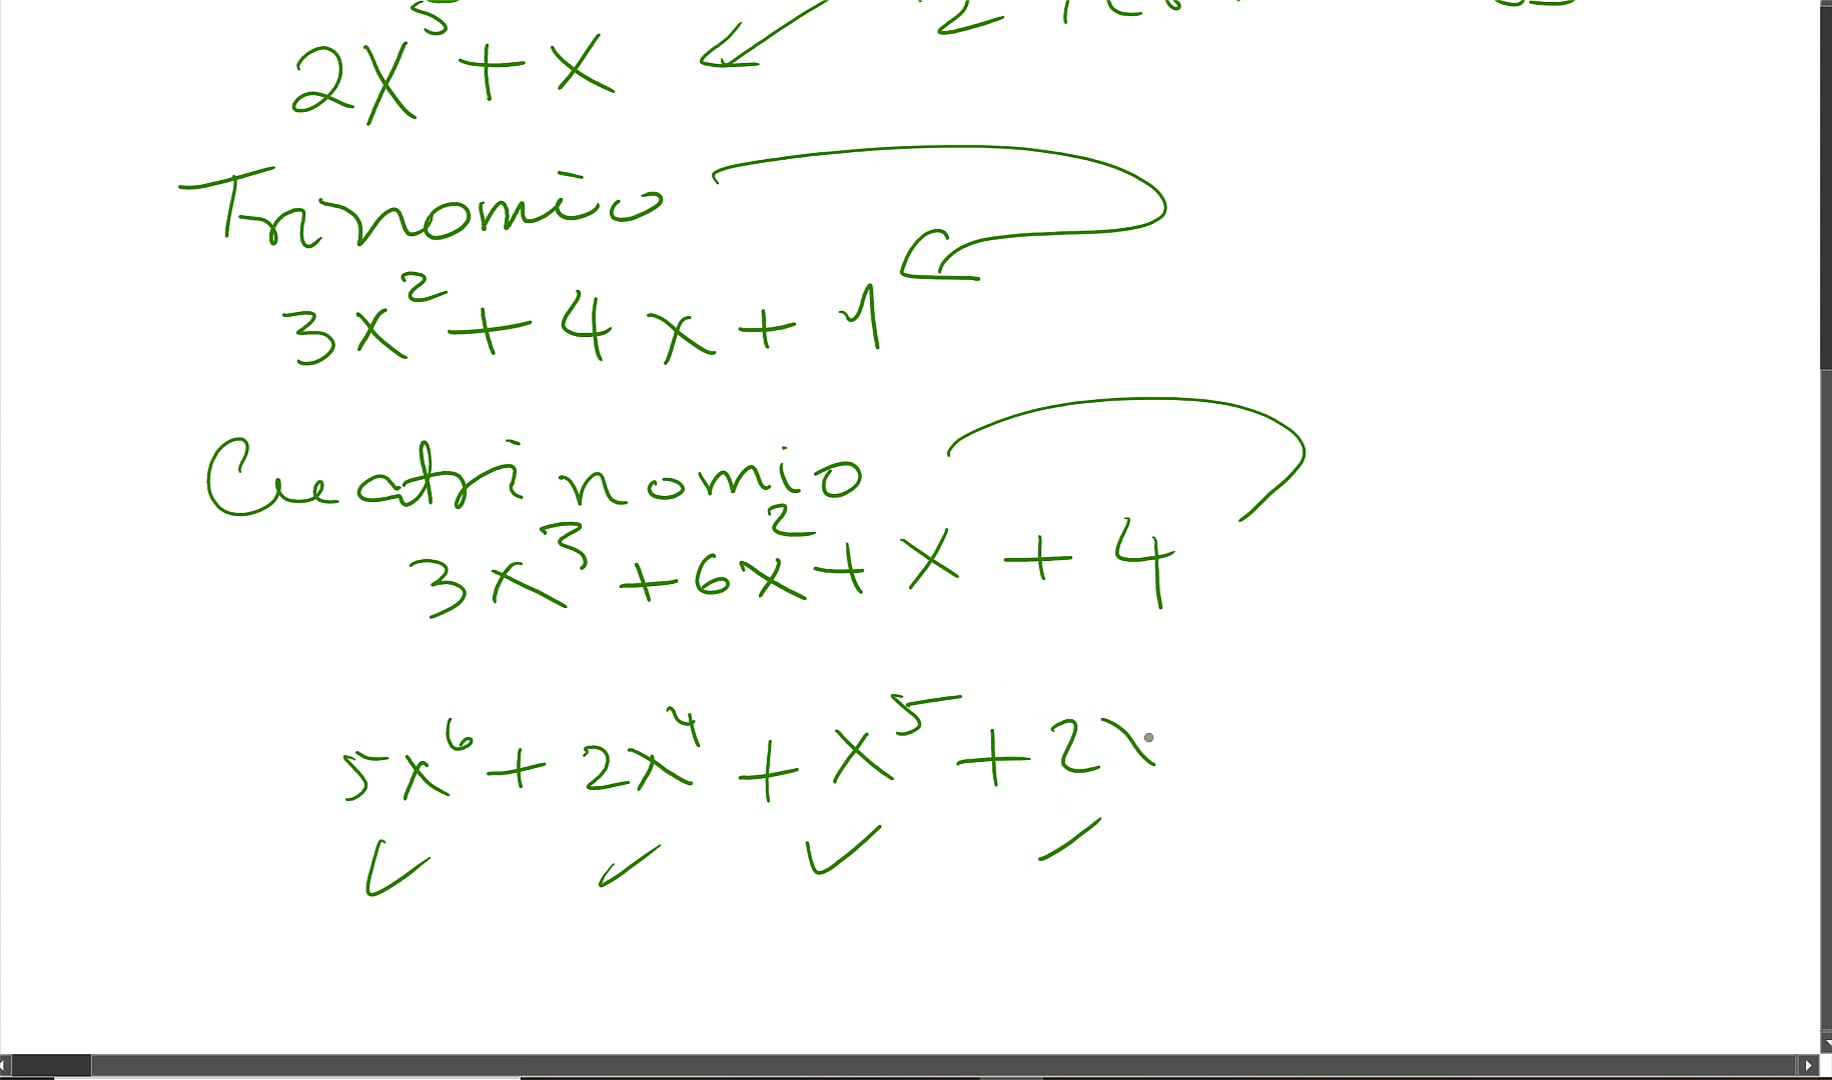 2x⁵ + x
Trinomio
3x² + 4x + 1
Cuatrinomio
3x³ + 6x² + x + 4
5x⁶ + 2x⁴ + x⁵ + 2x